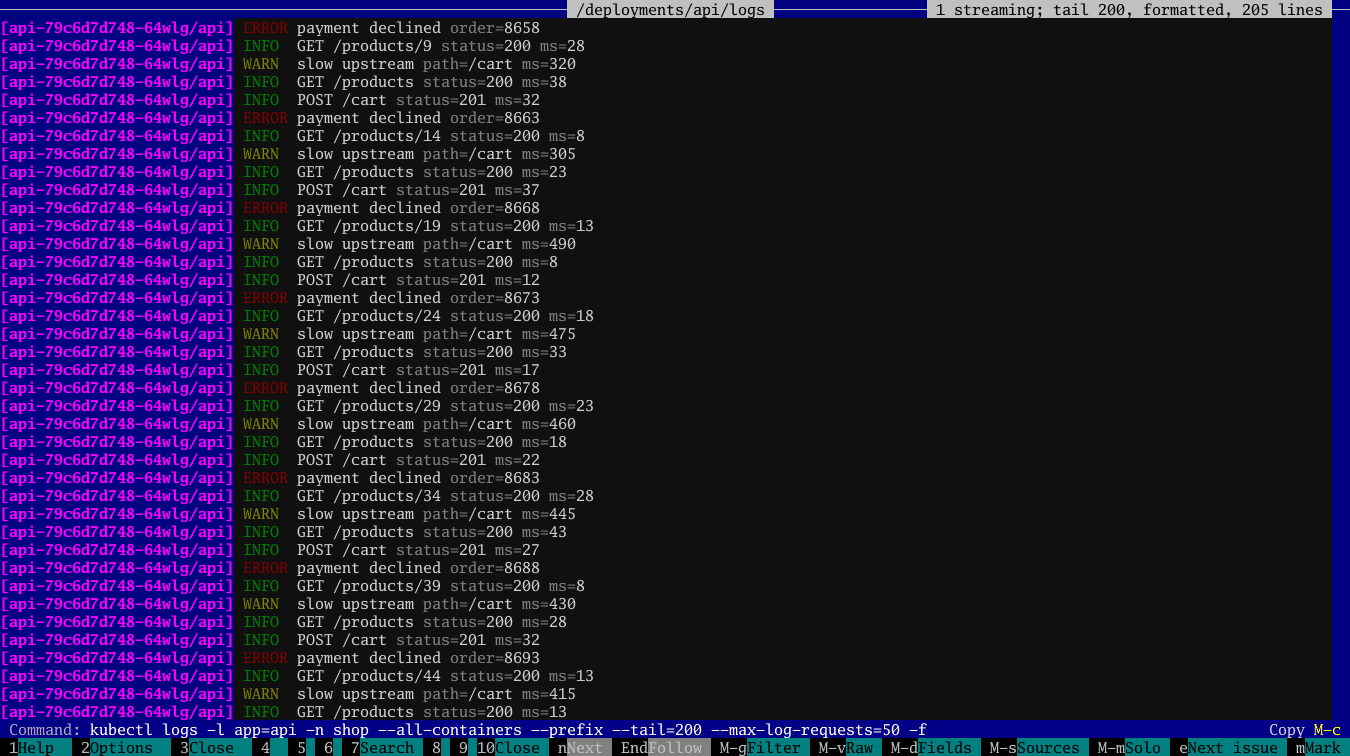 /deployments/api/logs 1 streaming; tail 200, formatted, 205 lines
[api-79c6d7d748-64wlg/api] ERROR payment declined order=8658
[api-79c6d7d748-64wlg/api] INFO GET /products/9 status=200 ms=28
[api-79c6d7d748-64wlg/api] WARN slow upstream path=/cart ms=320
[api-79c6d7d748-64wlg/api] INFO GET /products status=200 ms=38
[api-79c6d7d748-64wlg/api] INFO POST /cart status=201 ms=32
[api-79c6d7d748-64wlg/api] ERROR payment declined order=8663
[api-79c6d7d748-64wlg/api] INFO GET /products/14 status=200 ms=8
[api-79c6d7d748-64wlg/api] WARN slow upstream path=/cart ms=305
[api-79c6d7d748-64wlg/api] INFO GET /products status=200 ms=23
[api-79c6d7d748-64wlg/api] INFO POST /cart status=201 ms=37
[api-79c6d7d748-64wlg/api] ERROR payment declined order=8668
[api-79c6d7d748-64wlg/api] INFO GET /products/19 status=200 ms=13
[api-79c6d7d748-64wlg/api] WARN slow upstream path=/cart ms=490
[api-79c6d7d748-64wlg/api] INFO GET /products status=200 ms=8
[api-79c6d7d748-64wlg/api] INFO POST /cart status=201 ms=12
[api-79c6d7d748-64wlg/api] ERROR payment declined order=8673
[api-79c6d7d748-64wlg/api] INFO GET /products/24 status=200 ms=18
[api-79c6d7d748-64wlg/api] WARN slow upstream path=/cart ms=475
[api-79c6d7d748-64wlg/api] INFO GET /products status=200 ms=33
[api-79c6d7d748-64wlg/api] INFO POST /cart status=201 ms=17
[api-79c6d7d748-64wlg/api] ERROR payment declined order=8678
[api-79c6d7d748-64wlg/api] INFO GET /products/29 status=200 ms=23
[api-79c6d7d748-64wlg/api] WARN slow upstream path=/cart ms=460
[api-79c6d7d748-64wlg/api] INFO GET /products status=200 ms=18
[api-79c6d7d748-64wlg/api] INFO POST /cart status=201 ms=22
[api-79c6d7d748-64wlg/api] ERROR payment declined order=8683
[api-79c6d7d748-64wlg/api] INFO GET /products/34 status=200 ms=28
[api-79c6d7d748-64wlg/api] WARN slow upstream path=/cart ms=445
[api-79c6d7d748-64wlg/api] INFO GET /products status=200 ms=43
[api-79c6d7d748-64wlg/api] INFO POST /cart status=201 ms=27
[api-79c6d7d748-64wlg/api] ERROR payment declined order=8688
[api-79c6d7d748-64wlg/api] INFO GET /products/39 status=200 ms=8
[api-79c6d7d748-64wlg/api] WARN slow upstream path=/cart ms=430
[api-79c6d7d748-64wlg/api] INFO GET /products status=200 ms=28
[api-79c6d7d748-64wlg/api] INFO POST /cart status=201 ms=32
[api-79c6d7d748-64wlg/api] ERROR payment declined order=8693
[api-79c6d7d748-64wlg/api] INFO GET /products/44 status=200 ms=13
[api-79c6d7d748-64wlg/api] WARN slow upstream path=/cart ms=415
[api-79c6d7d748-64wlg/api] INFO GET /products status=200 ms=13
Command: kubectl logs -l app=api -n shop --all-containers --prefix --tail=200 --max-log-requests=50 -f Copy M-c
1Help 2Options 3Close 4 5 6 7Search 8 9 10Close nNext EndFollow M-gFilter M-vRaw M-dFields M-sSources M-mSolo eNext issue mMark